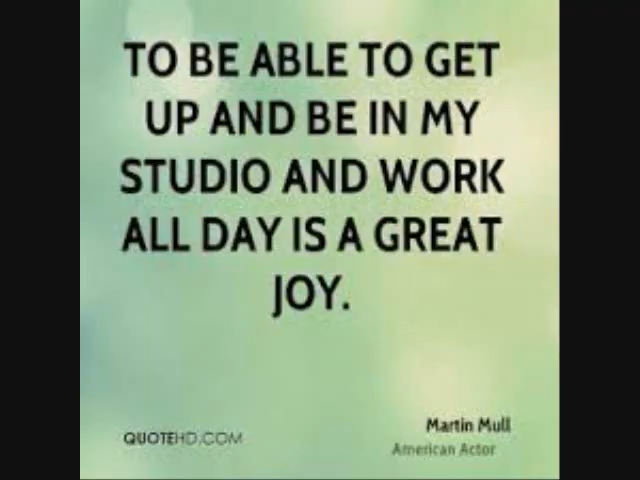 TO BE ABLE TO GET
UP AND BE IN MY
STUDIO AND WORK
ALL DAY IS A GREAT
JOY.
Martin Mull
QUOTEHD.COM
American Actor